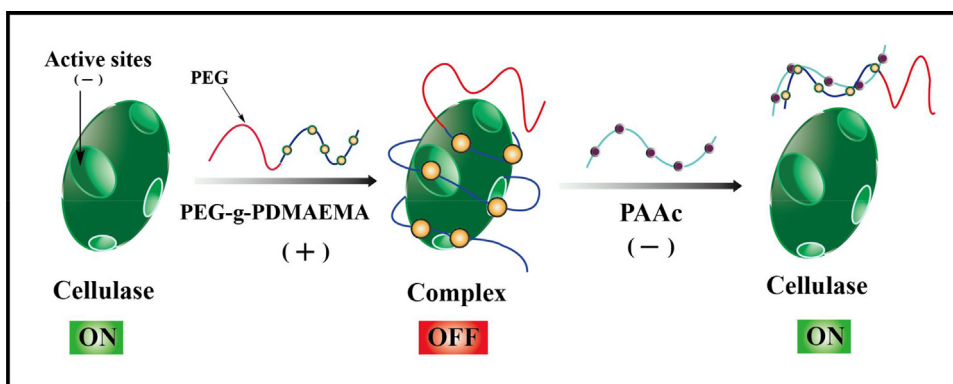 Active sites
(−)
PEG
PEG-g-PDMAEMA
(+)
PAAc
(−)
Cellulase
Complex
Cellulase
ON
OFF
ON